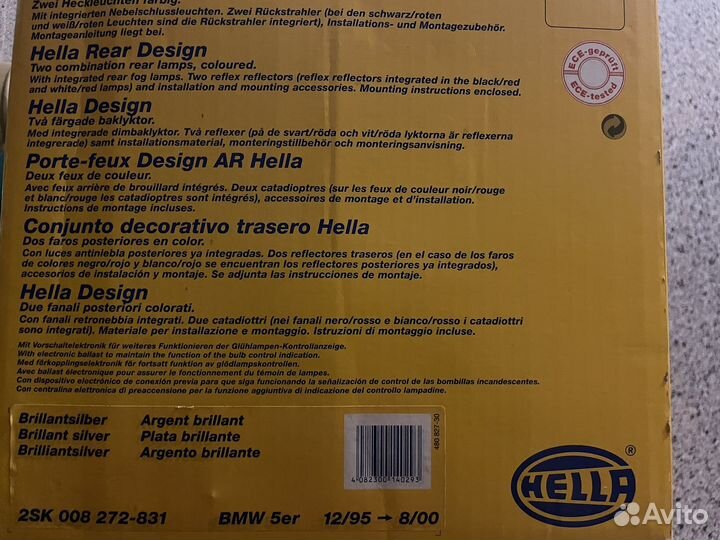 Zwei Heckleuchten farbig.
Mit integrierten Nebelschlussleuchten. Zwei Rückstrahler (bei den schwarz/roten
und weiß/roten Leuchten sind die Rückstrahler integriert), Installations- und Montagezubehör.
Montageanleitung liegt bei.
Hella Rear Design
Two combination rear lamps, coloured.
With integrated rear fog lamps. Two reflex reflectors (reflex reflectors integrated in the black/red
and white/red lamps) and installation and mounting accessories. Mounting instructions enclosed.
Hella Design
Två färgade baklyktor.
Med integrerade dimbaklyktor. Två reflexer (på de svart/röda och vit/röda lyktorna är reflexerna
integrerade) samt installationsmaterial, monteringstillbehör och monteringsanvisning.
Porte-feux Design AR Hella
Deux feux de couleur.
Avec feux arrière de brouillard intégrés. Deux catadioptres (sur les feux de couleur noir/rouge
et blanc/rouge les catadioptres sont intégrés), accessoires de montage et d'installation.
Instructions de montage incluses.
Conjunto decorativo trasero Hella
Dos faros posteriores en color.
Con luces antiniebla posteriores ya integradas. Dos reflectores traseros (en el caso de los faros
de colores negro/rojo y blanco/rojo se encuentran los reflectores posteriores ya integrados),
accesorios de instalación y montaje. Se adjunta las instrucciones de montaje.
Hella Design
Due fanali posteriori colorati.
Con fanali retronebbia integrati. Due catadiottri (nei fanali nero/rosso e bianco/rosso i catadiottri
sono integrati). Materiale per installazione e montaggio. Istruzioni di montaggio incluse.
Mit Vorschaltelektronik für weiteres Funktionieren der Glühlampen-Kontrollanzeige.
With electronic ballast to maintain the function of the bulb control indication.
Med förkopplingselektronik för fortsatt funktion av glödlampskontrollen.
Avec ballast électronique pour assurer le fonctionnement du témoin de lampes.
Con dispositivo electrónico de conexión previa para que siga funcionando la señalización de control de las bombillas incandescentes.
Con centralina elettronica di preaccensione per la funzione aggiuntiva di indicazione del controllo lampadine.
ECE-geprüft
ECE-tested
Brillantsilber Argent brillant
Brillant silver Plata brillante
Brilliantsilver Argento brillante
4 082300 140293
480 827-30
2SK 008 272-831 BMW 5er 12/95 → 8/00
HELLA ®
Avito